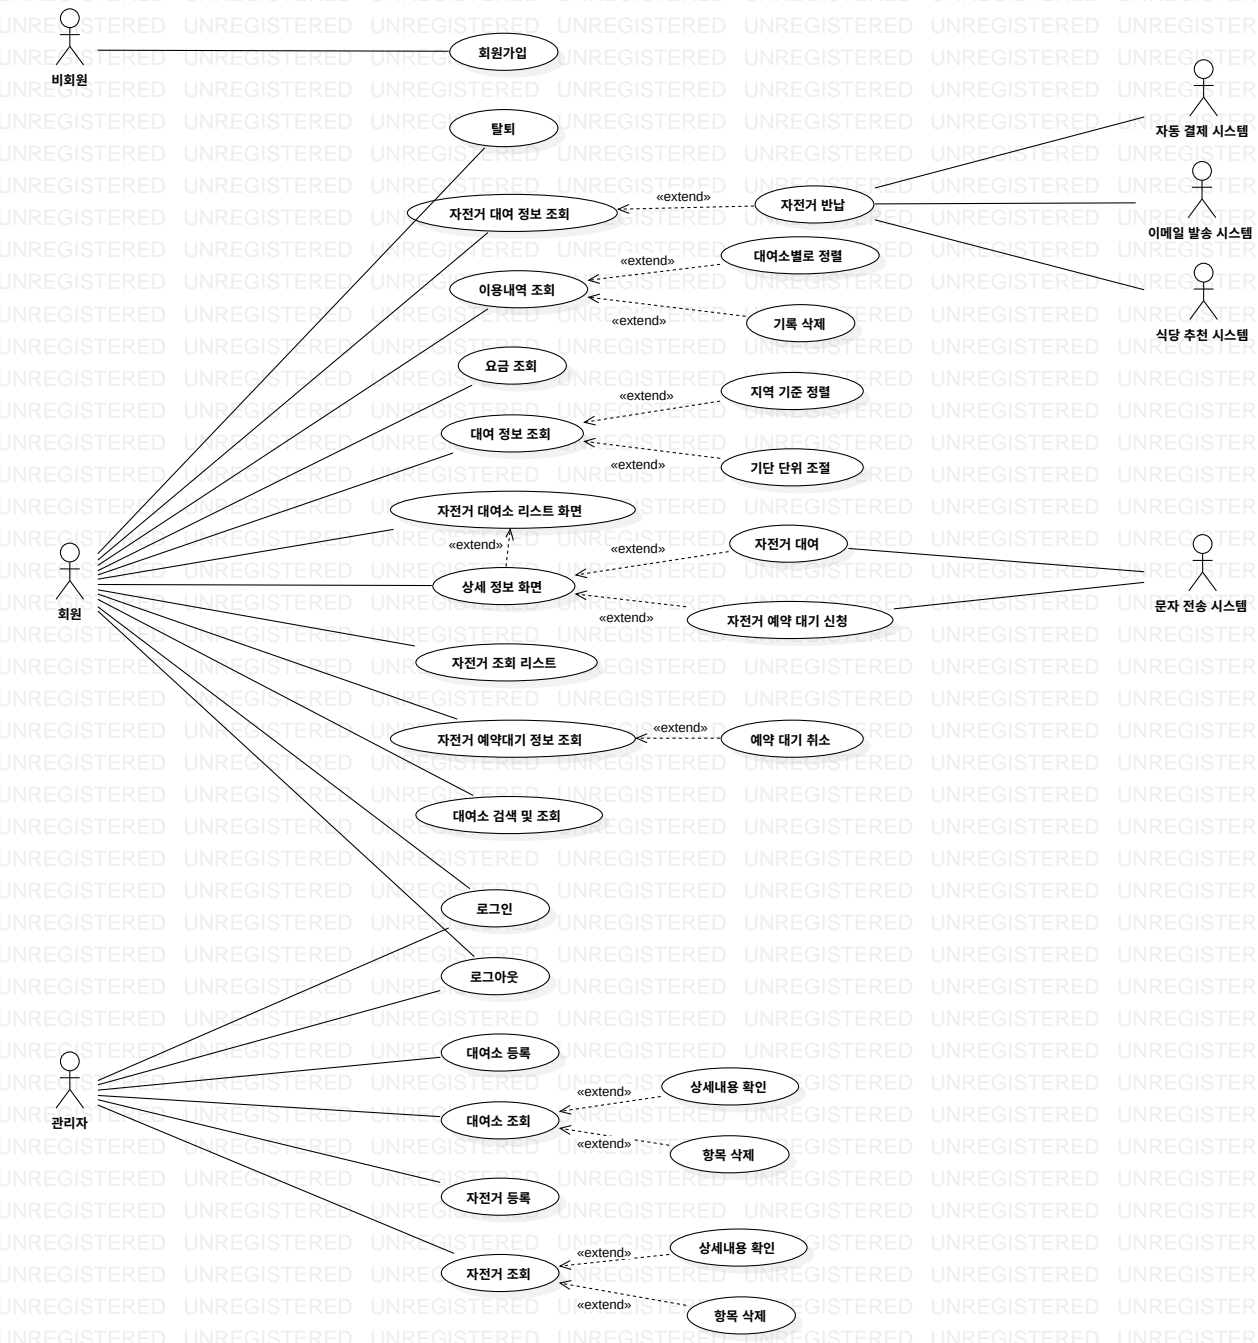 비회원
회원가입
자동 결제 시스템
탈퇴
이메일 발송 시스템
자전거 대여 정보 조회
«extend»
자전거 반납
식당 추천 시스템
이용내역 조회
«extend»
대여소별로 정렬
«extend»
기록 삭제
요금 조회
대여 정보 조회
«extend»
지역 기준 정렬
«extend»
기단 단위 조절
자전거 대여소 리스트 화면
«extend»
회원
상세 정보 화면
«extend»
자전거 대여
«extend»
자전거 예약 대기 신청
문자 전송 시스템
자전거 조회 리스트
자전거 예약대기 정보 조회
«extend»
예약 대기 취소
대여소 검색 및 조회
로그인
로그아웃
관리자
대여소 등록
대여소 조회
«extend»
상세내용 확인
«extend»
항목 삭제
자전거 등록
자전거 조회
«extend»
상세내용 확인
«extend»
항목 삭제
UNREGISTERED